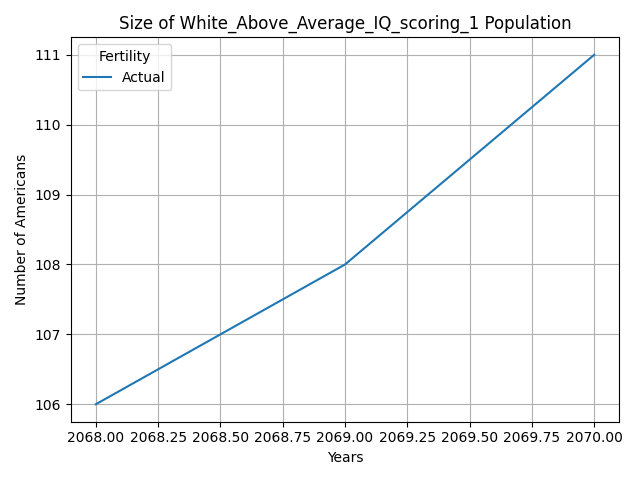 Size of White_Above_Average_IQ_scoring_1 Population
Fertility
Actual
111
110
109
108
107
106
Number of Americans
2068.00 2068.25 2068.50 2068.75 2069.00 2069.25 2069.50 2069.75 2070.00
Years